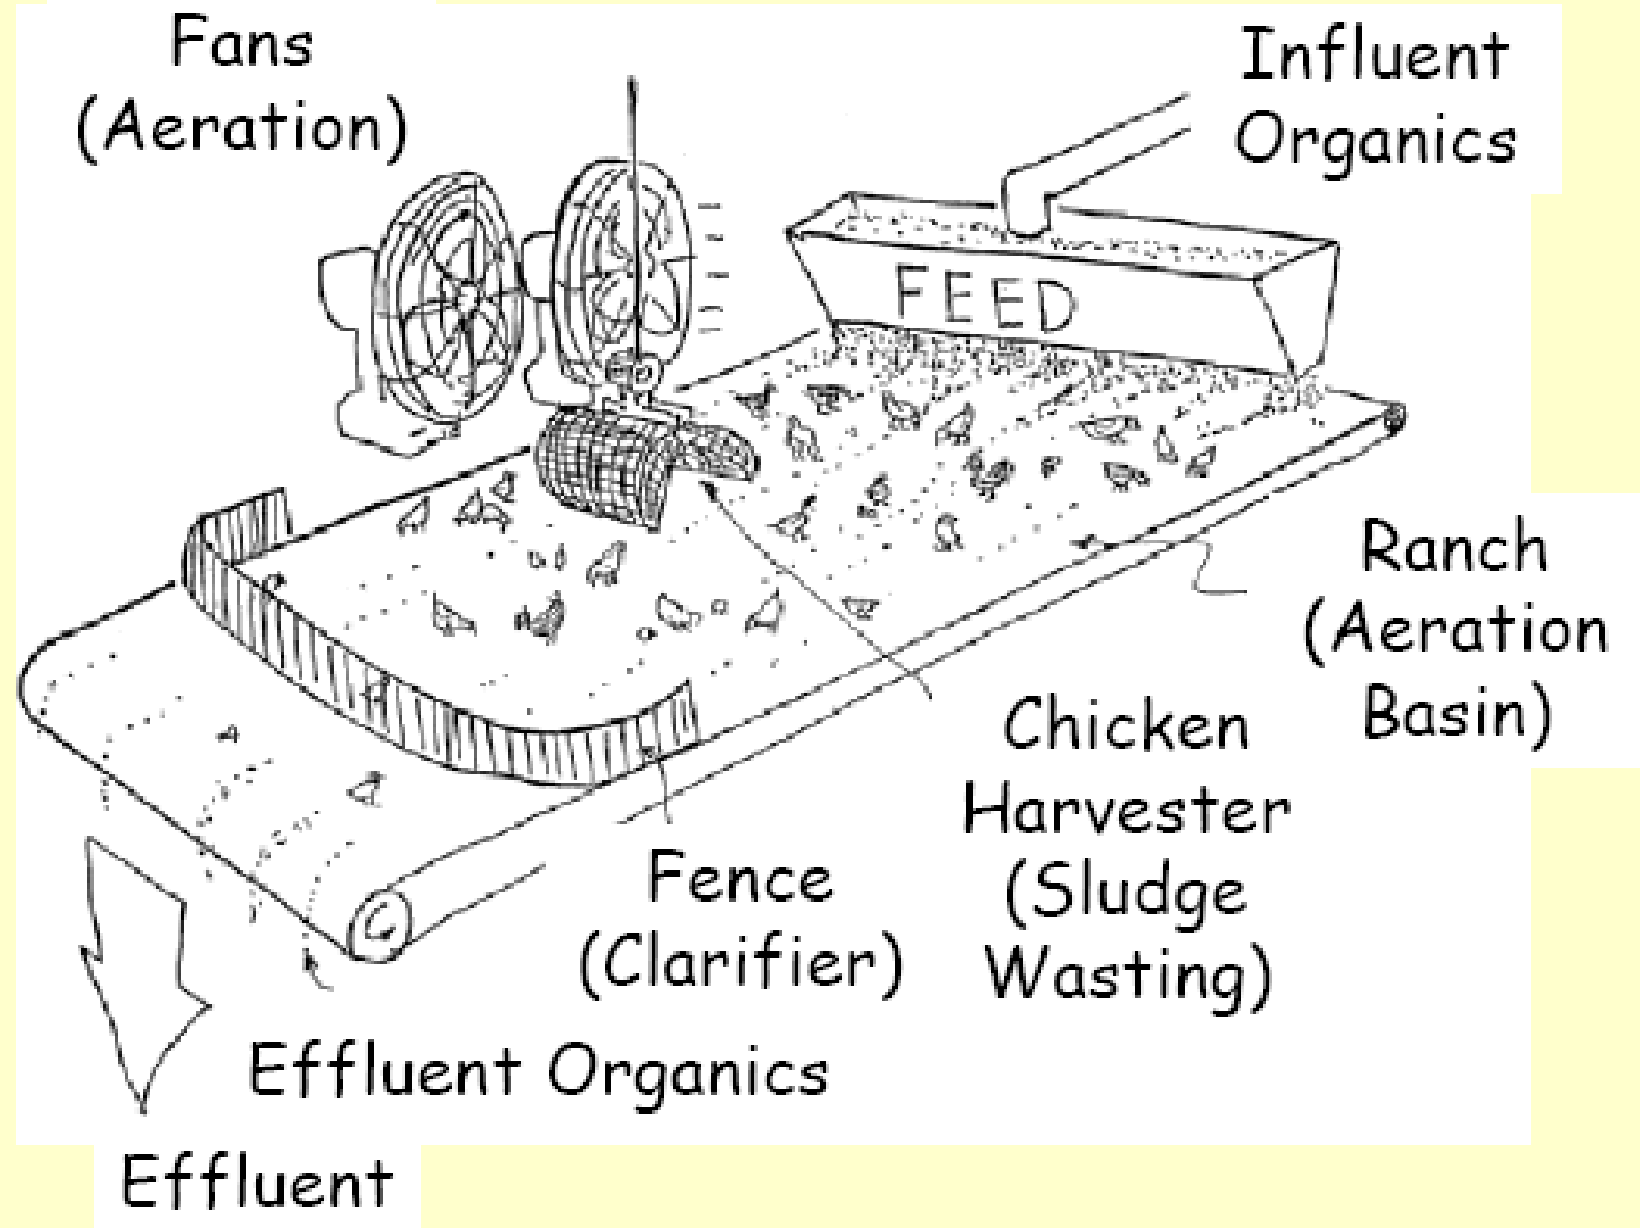 Fans
(Aeration)
Influent
Organics
FEED
Ranch
(Aeration
Basin)
Chicken
Harvester
(Sludge
Wasting)
Fence
(Clarifier)
Effluent Organics
Effluent